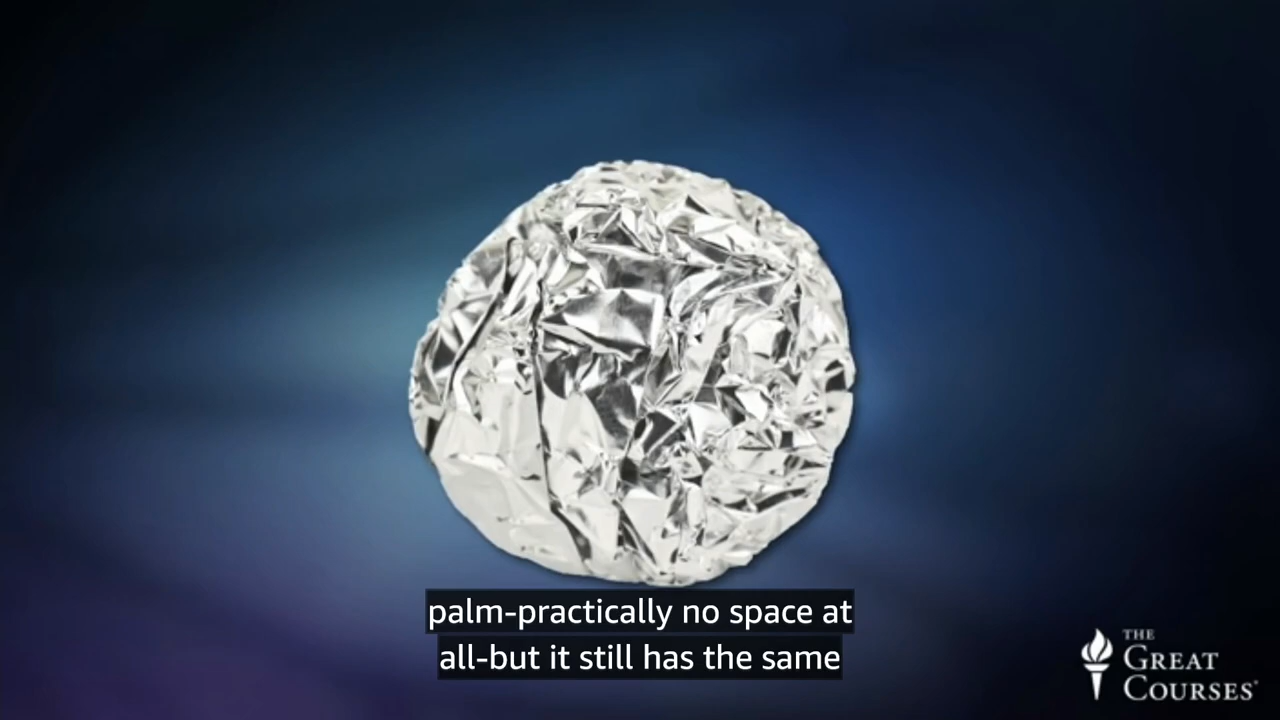 palm-practically no space at
all-but it still has the same
THE
GREAT
COURSES